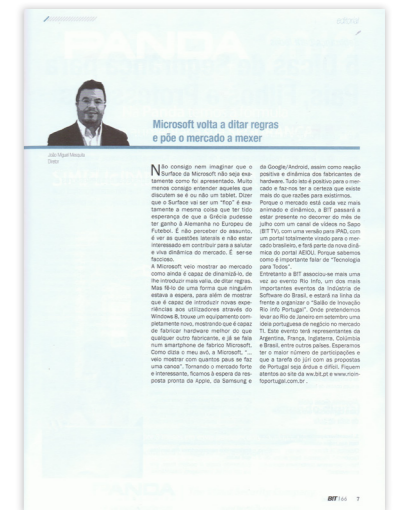 Microsoft volta a ditar regras
e põe o mercado a mexer
João Miguel Mesquita
Não consigo nem imaginar que o
Surface da Microsoft não seja exa-
tamente como foi apresentado. Muito
menos consigo entender aqueles que
discutem se é ou não um tablet. Dizer
que o Surface vai ser um "flop" é exa-
tamente a mesma coisa que ter tido
esperança de que a Grécia pudesse
ter ganho à Alemanha no Europeu de
Futebol. É não perceber do assunto,
é ver as questões laterais e não estar
interessado em contribuir para a salutar
e viva dinâmica do mercado. É ser-se
faccioso.
A Microsoft veio mostrar ao mercado
como ainda é capaz de dinamizá-lo, de
lhe introduzir mais valia, de ditar regras.
Mas fê-lo de uma forma que ninguém
estava à espera, para além de mostrar
que é capaz de introduzir novas expe-
riências aos utilizadores através do
Windows 8, trouxe um equipamento com-
pletamente novo, mostrando que é capaz
de fabricar hardware melhor do que
qualquer outro fabricante, e já se fala
num smartphone de fabrico Microsoft.
Como dizia o meu avô, a Microsoft, "...
veio mostrar com quantos paus se faz
uma canoa". Tornando o mercado forte
e interessante, ficamos à espera da res-
posta pronta da Apple, da Samsung e
da Google/Android, assim como reação
positiva e dinâmica dos fabricantes de
hardware. Tudo isto é positivo para o mer-
cado e faz-nos ter a certeza que existe
mais do que razões para existirmos.
Porque o mercado está cada vez mais
animado e dinâmico, a BIT passará a
estar presente no decorrer do mês de
julho com um canal de vídeos no Sapo
(BIT TV), com uma versão para iPAD, com
um portal totalmente virado para o mer-
cado brasileiro, e fará parte da nova dinâ-
mica do portal AEIOU. Porque sabemos
como é importante falar de "Tecnologia
para Todos".
Entretanto a BIT associou-se mais uma
vez ao evento Rio Info, um dos mais
importantes eventos da indústria de
Software do Brasil, e estará na linha da
frente a organizar o "Salão de Inovação
Rio info Portugal". Onde pretendemos
levar ao Rio de Janeiro em setembro uma
ideia portuguesa de negócio no mercado
TI. Este evento terá representantes da
Argentina, França, Inglaterra, Colúmbia
e Brasil, entre outros países. Esperamos
ter o maior número de participações e
que a tarefa do júri com as propostas
de Portugal seja árdua e difícil. Fiquem
atentos ao site da ww.bit.pt e www.rioin-
foportugal.com.br .
BIT 166 7